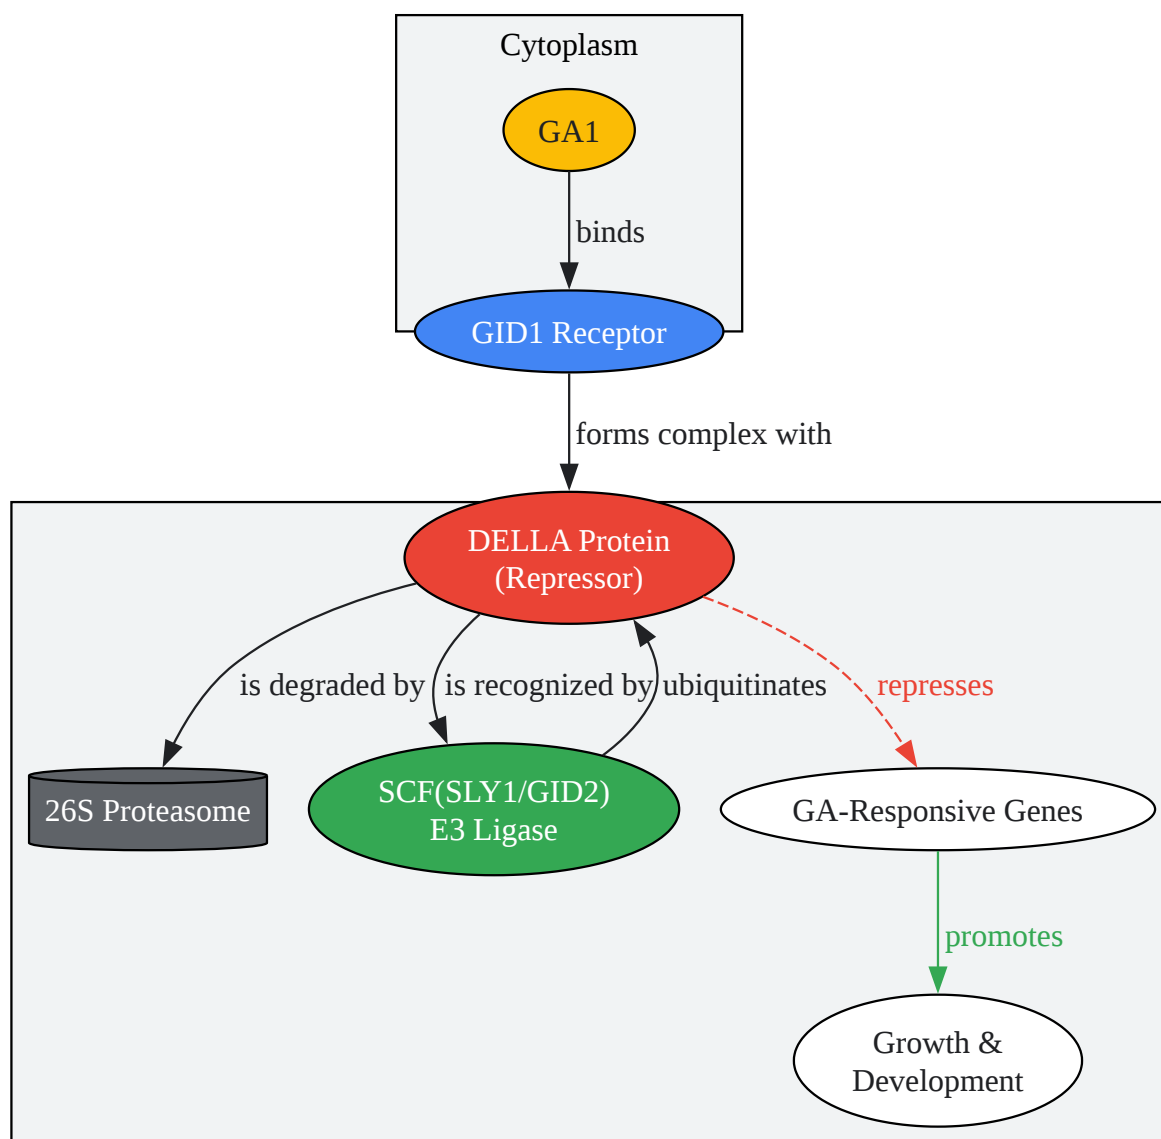 Cytoplasm
GA1
binds
GID1 Receptor
forms complex with
DELLA Protein
(Repressor)
is degraded by
is recognized by
ubiquitinates
represses
26S Proteasome
SCF(SLY1/GID2)
E3 Ligase
GA-Responsive Genes
promotes
Growth &
Development